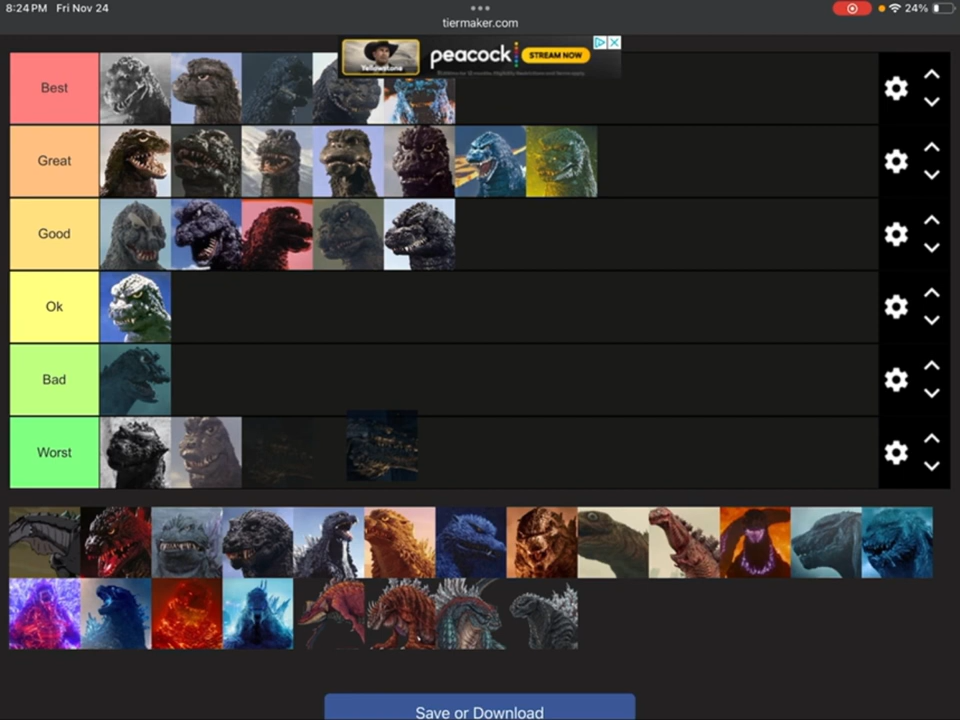 8:24 PM Fri Nov 24
24%
tiermaker.com
Yellowstone
peacock
STREAM NOW
Best
Great
Good
Ok
Bad
Worst
Save or Download